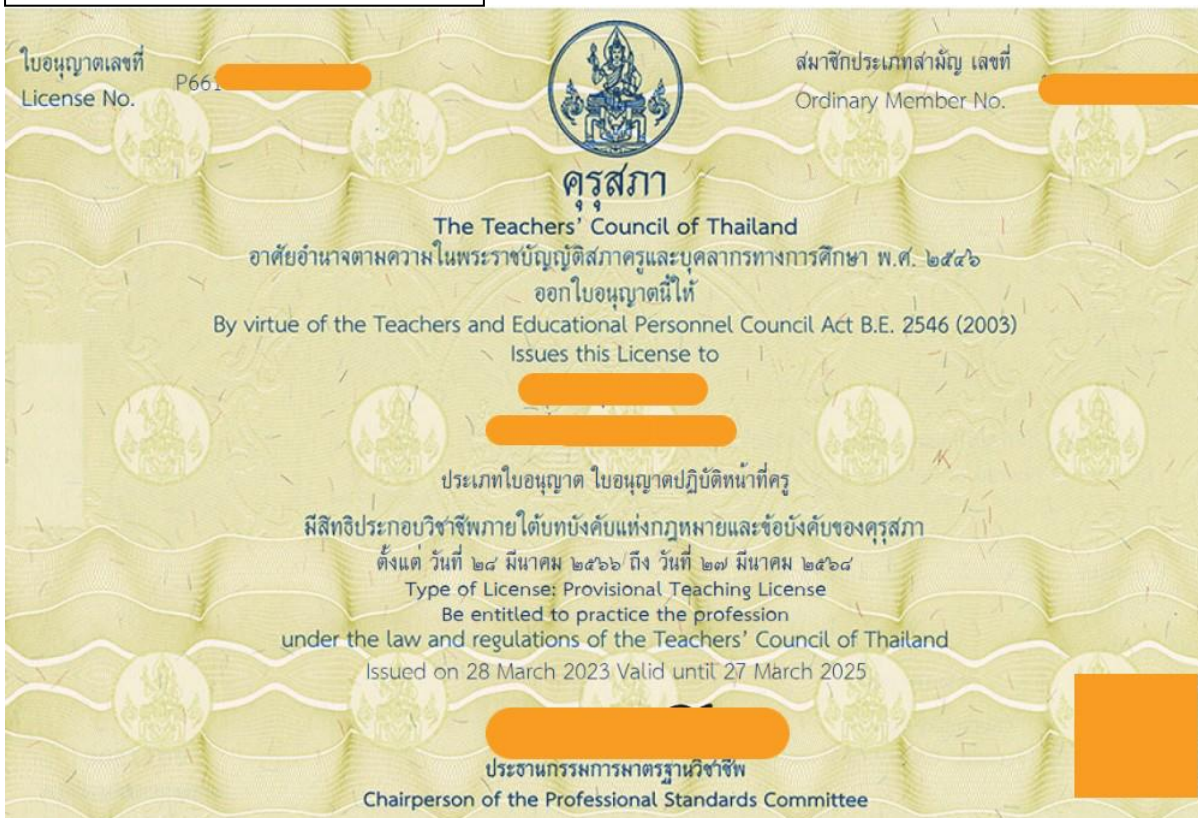 ใบอนุญาตเลขที่
License No.
P661
สมาชิกประเภทสามัญ เลขที่
Ordinary Member No.
คุรุสภา
The Teachers' Council of Thailand
อาศัยอำนาจตามความในพระราชบัญญัติสภาครูและบุคลากรทางการศึกษา พ.ศ. ๒๕๔๖
ออกใบอนุญาตนี้ให้
By virtue of the Teachers and Educational Personnel Council Act B.E. 2546 (2003)
Issues this License to
ประเภทใบอนุญาต ใบอนุญาตปฏิบัติหน้าที่ครู
มีสิทธิประกอบวิชาชีพภายใต้บทบังคับแห่งกฎหมายและข้อบังคับของคุรุสภา
ตั้งแต่ วันที่ ๒๘ มีนาคม ๒๕๖๖ ถึง วันที่ ๒๗ มีนาคม ๒๕๖๘
Type of License: Provisional Teaching License
Be entitled to practice the profession
under the law and regulations of the Teachers' Council of Thailand
Issued on 28 March 2023 Valid until 27 March 2025
ประธานกรรมการมาตรฐานวิชาชีพ
Chairperson of the Professional Standards Committee